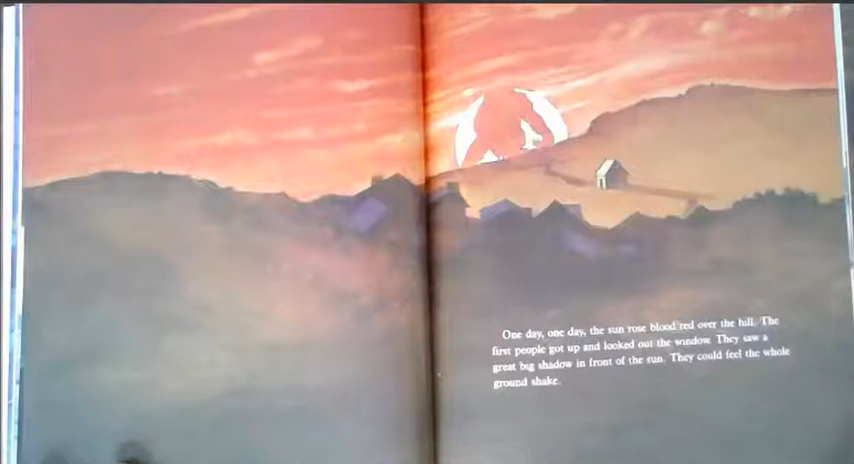 One day, one day, the sun rose blood red over the hill. The
first people got up and looked out the window. They saw a
great big shadow in front of the sun. They could feel the whole
ground shake.